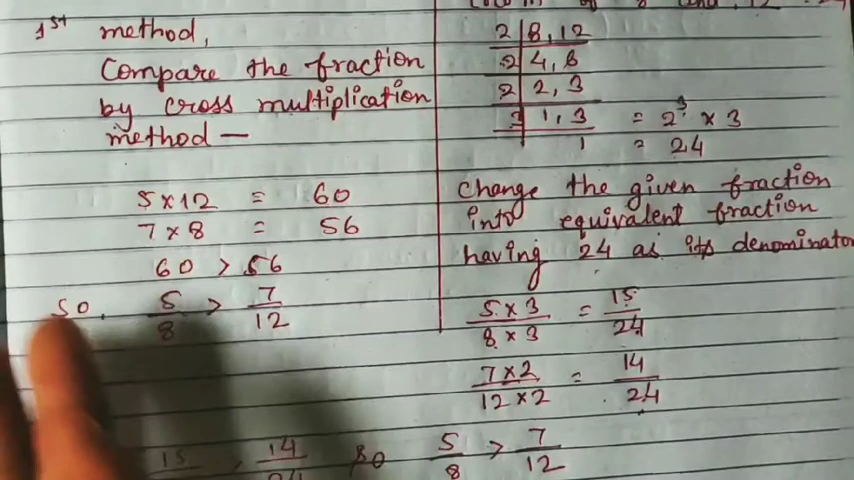 1st method,
Compare the fraction
by cross multiplication
method —
5 × 12 = 60
7 × 8 = 56
60 > 56
So, 5/8 > 7/12
2 | 8, 12
2 | 4, 6
2 | 2, 3
3 | 1, 3 = 2³ × 3
1 = 24
Change the given fraction
into equivalent fraction
having 24 as its denominator
5 × 3 / 8 × 3 = 15/24
7 × 2 / 12 × 2 = 14/24
15 > 14/24 So 5/8 > 7/12